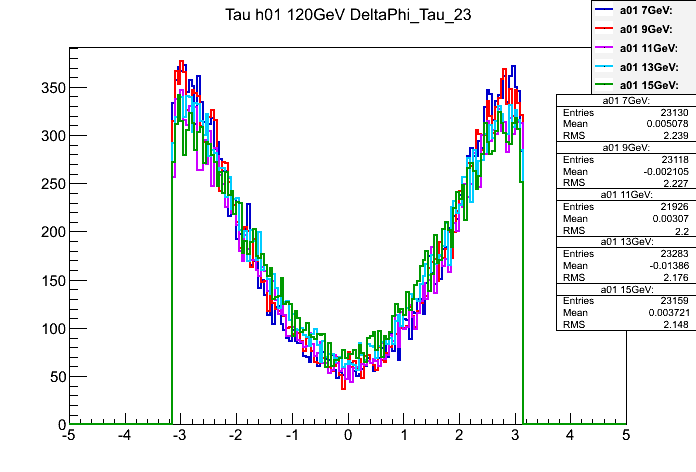 Tau h01 120GeV DeltaPhi_Tau_23
a01 7GeV:
a01 9GeV:
a01 11GeV:
a01 13GeV:
a01 15GeV:
a01 7GeV:
Entries 23130
Mean 0.005078
RMS 2.239
a01 9GeV:
Entries 23118
Mean -0.002105
RMS 2.227
a01 11GeV:
Entries 21926
Mean 0.00307
RMS 2.2
a01 13GeV:
Entries 23283
Mean -0.01386
RMS 2.176
a01 15GeV:
Entries 23159
Mean 0.003721
RMS 2.148
350
300
250
200
150
100
50
0
-5 -4 -3 -2 -1 0 1 2 3 4 5